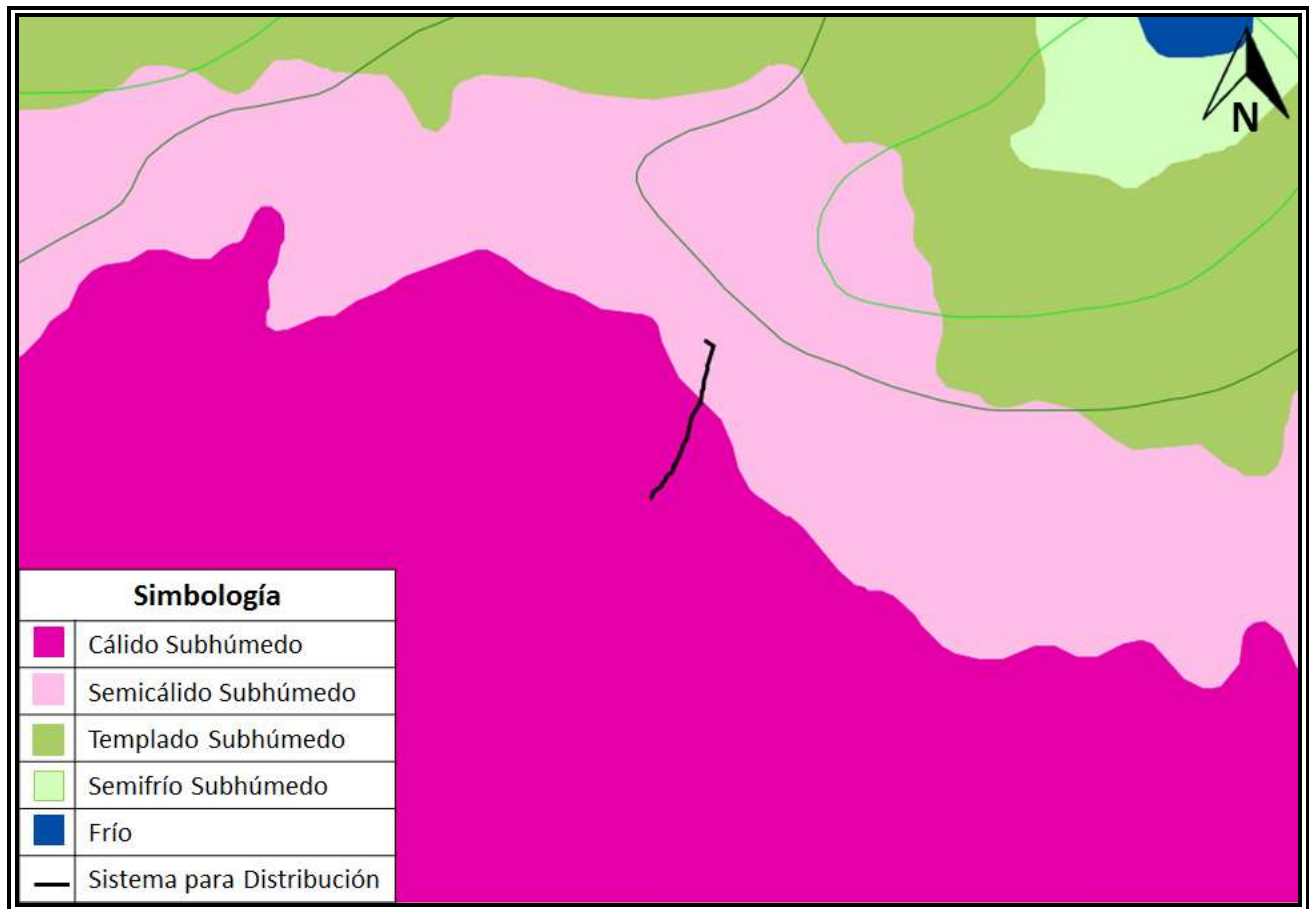 N
Simbología
Cálido Subhúmedo
Semicálido Subhúmedo
Templado Subhúmedo
Semifrío Subhúmedo
Frío
Sistema para Distribución